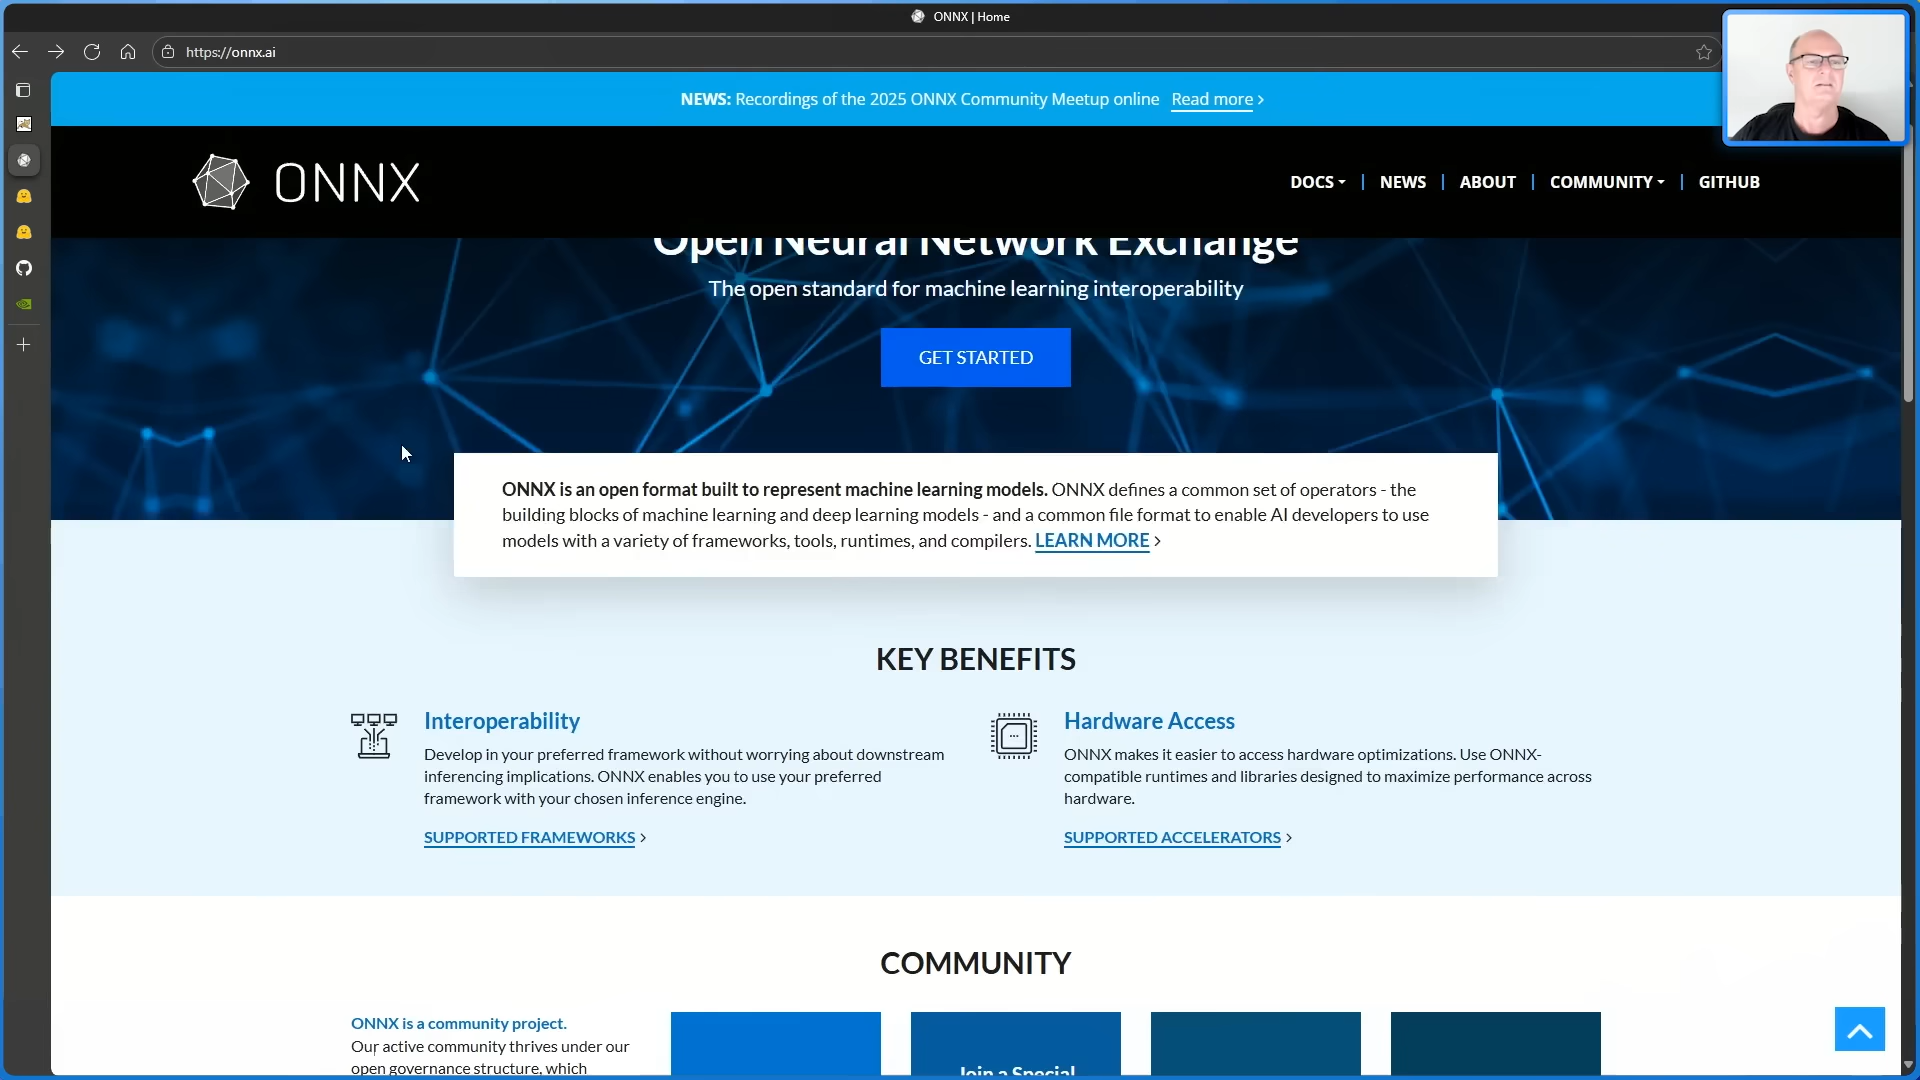 ONNX | Home
https://onnx.ai
NEWS: Recordings of the 2025 ONNX Community Meetup online Read more
ONNX
DOCS
NEWS
ABOUT
COMMUNITY
GITHUB
Open Neural Network Exchange
The open standard for machine learning interoperability
GET STARTED
ONNX is an open format built to represent machine learning models. ONNX defines a common set of operators - the
building blocks of machine learning and deep learning models - and a common file format to enable AI developers to use
models with a variety of frameworks, tools, runtimes, and compilers. LEARN MORE
KEY BENEFITS
Interoperability
Develop in your preferred framework without worrying about downstream
inferencing implications. ONNX enables you to use your preferred
framework with your chosen inference engine.
SUPPORTED FRAMEWORKS
Hardware Access
ONNX makes it easier to access hardware optimizations. Use ONNX-
compatible runtimes and libraries designed to maximize performance across
hardware.
SUPPORTED ACCELERATORS
COMMUNITY
ONNX is a community project.
Our active community thrives under our
open governance structure, which
Join a Special